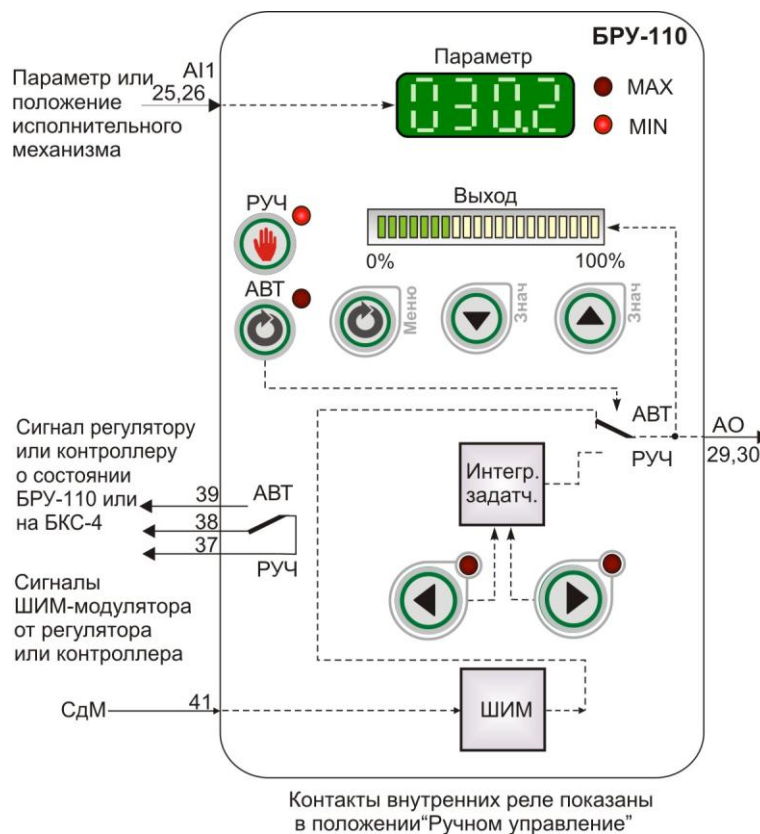 БРУ-110
Параметр
030.2
MAX
MIN
AI1
25,26
Параметр или
положение
исполнительного
механизма
РУЧ
Выход
0%
100%
АВТ
Меню
Знач
Знач
АВТ
РУЧ
AO
29,30
Сигнал регулятору
или контроллеру
о состоянии
БРУ-110 или
на БКС-4
39
38
37
АВТ
РУЧ
Интегр.
задатч.
Сигналы
ШИМ-модулятора
от регулятора
или контроллера
СдМ
41
ШИМ
Контакты внутренних реле показаны
в положении“Ручном управление”